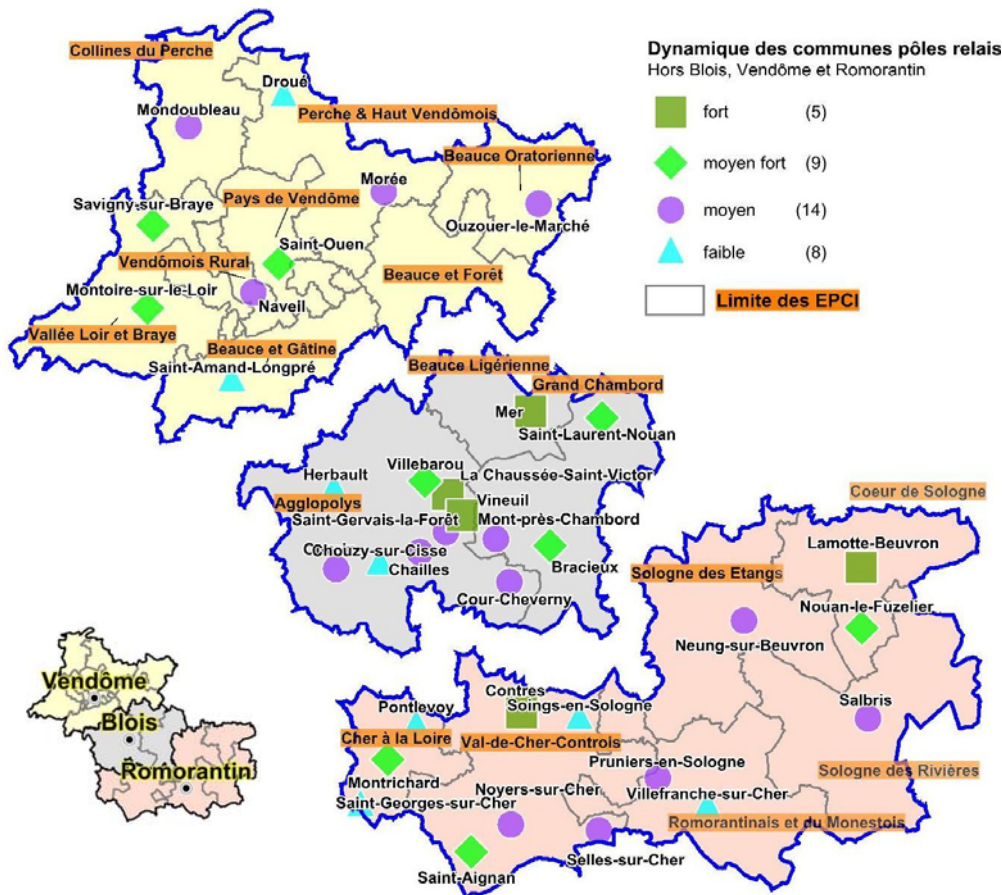 Dynamique des communes pôles relais
Hors Blois, Vendôme et Romorantin
fort (5)
moyen fort (9)
moyen (14)
faible (8)
Limite des EPCI
Collines du Perche
Droué
Mondoubleau
Perche & Haut Vendômois
Beauce Oratorienne
Morée
Pays de Vendôme
Savigny-sur-Braye
Ouzouer-le-Marché
Saint-Ouen
Vendômois Rural
Beauce et Forêt
Montoire-sur-le-Loir
Naveil
Vallée Loir et Braye
Beauce et Gâtine
Saint-Amand-Longpré
Beauce Ligérienne
Grand Chambord
Mer
Saint-Laurent-Nouan
Villebarou
Herbault
La Chaussée-Saint-Victor
Agglopolys
Vineuil
Saint-Gervais-la-Forêt
Mont-près-Chambord
Chouzy-sur-Cisse
Chailles
Bracieux
Cour-Cheverny
Coeur de Sologne
Lamotte-Beuvron
Sologne des Etangs
Nouan-le-Fuzelier
Neung-sur-Beuvron
Salbris
Contres
Pontlevoy
Soings-en-Sologne
Cher à la Loire
Val-de-Cher-Controis
Pruniers-en-Sologne
Sologne des Rivières
Montrichard
Noyers-sur-Cher
Villefranche-sur-Cher
Saint-Georges-sur-Cher
Romorantinais et du Monestois
Selles-sur-Cher
Saint-Aignan
Vendôme
Blois
Romorantin